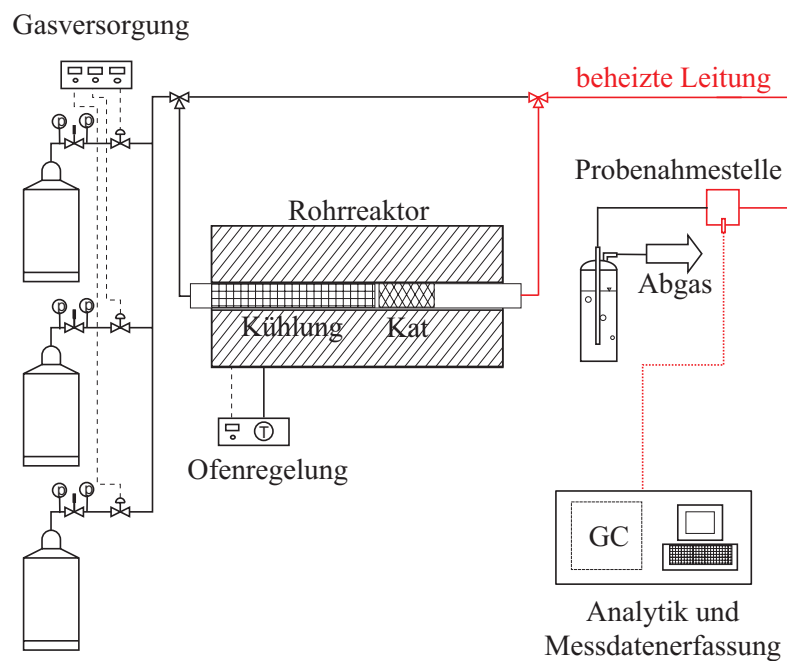 Gasversorgung
beheizte Leitung
p p
Probenahmestelle
Rohrreaktor
Abgas
Kühlung Kat
p p
T
Ofenregelung
p p
GC
Analytik und
Messdatenerfassung